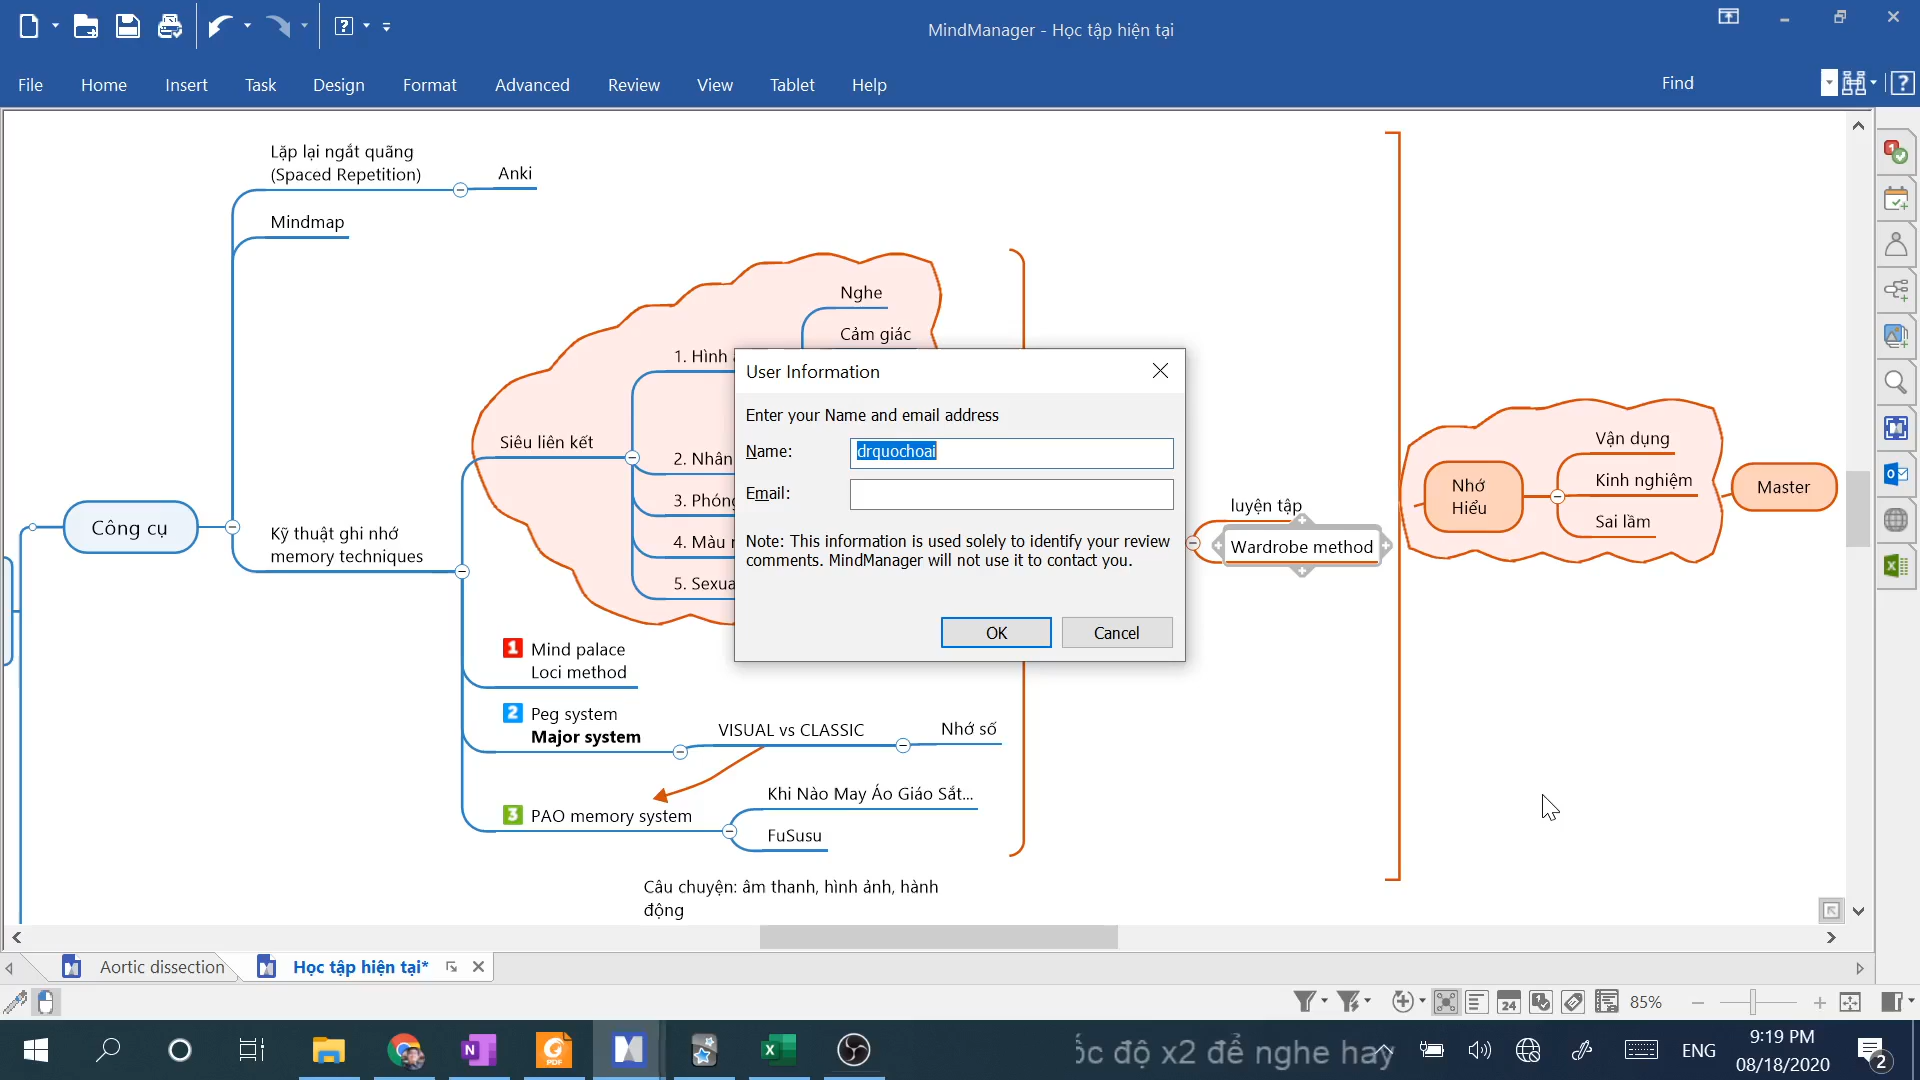 MindManager - Học tập hiện tại
File Home Insert Task Design Format Advanced Review View Tablet Help Find
Lặp lại ngắt quãng
(Spaced Repetition)
Anki
Mindmap
Nghe
Cảm giác
1. Hình
Siêu liên kết
2. Nhân
3. Phóng
4. Màu
5. Sexua
Công cụ
Kỹ thuật ghi nhớ
memory techniques
User Information
Enter your Name and email address
Name: drquochoai
Email:
Note: This information is used solely to identify your review
comments. MindManager will not use it to contact you.
OK Cancel
luyện tập
Wardrobe method
Nhớ
Hiểu
Vận dụng
Kinh nghiệm
Sai lầm
Master
1 Mind palace
Loci method
2 Peg system
Major system
VISUAL vs CLASSIC
Nhớ số
3 PAO memory system
Khi Nào May Áo Giáo Sắt...
FuSusu
Câu chuyện: âm thanh, hình ảnh, hành
động
Aortic dissection
Học tập hiện tại*
24
85%
PDF
ốc độ x2 để nghe hay
ENG
9:19 PM
08/18/2020
2